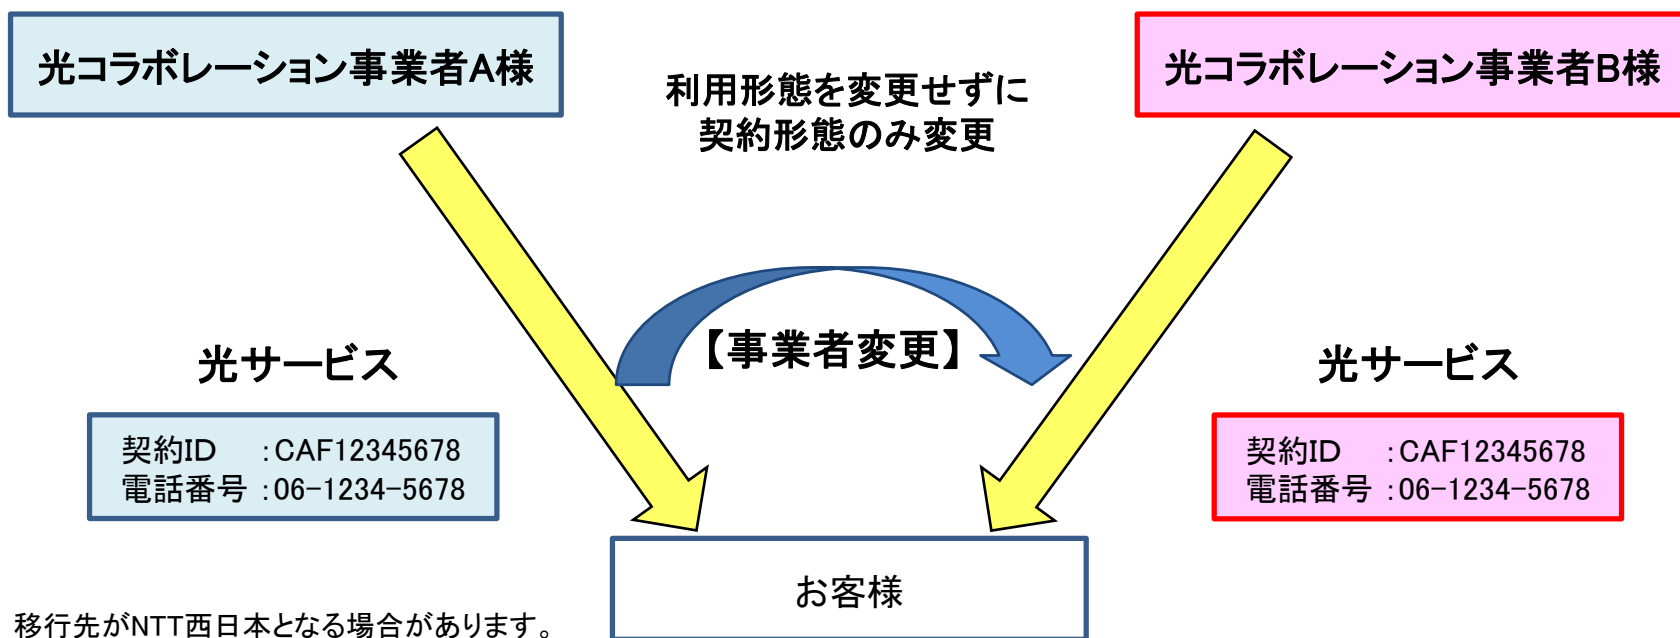 光コラボレーション事業者A様
光コラボレーション事業者B様
利用形態を変更せずに
契約形態のみ変更
【事業者変更】
光サービス
契約ID ：CAF12345678
電話番号 ：06-1234-5678
光サービス
契約ID ：CAF12345678
電話番号 ：06-1234-5678
お客様
移行先がNTT西日本となる場合があります。